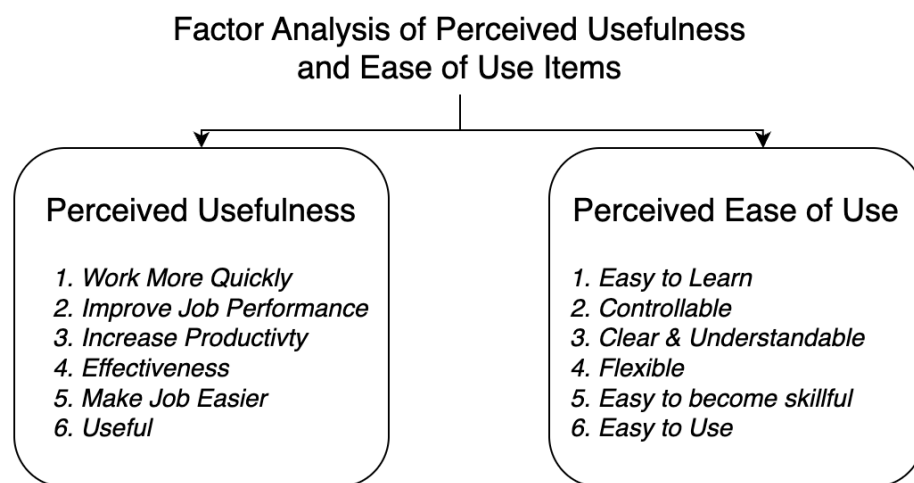 Factor Analysis of Perceived Usefulness
and Ease of Use Items
Perceived Usefulness
1. Work More Quickly
2. Improve Job Performance
3. Increase Productivty
4. Effectiveness
5. Make Job Easier
6. Useful
Perceived Ease of Use
1. Easy to Learn
2. Controllable
3. Clear & Understandable
4. Flexible
5. Easy to become skillful
6. Easy to Use